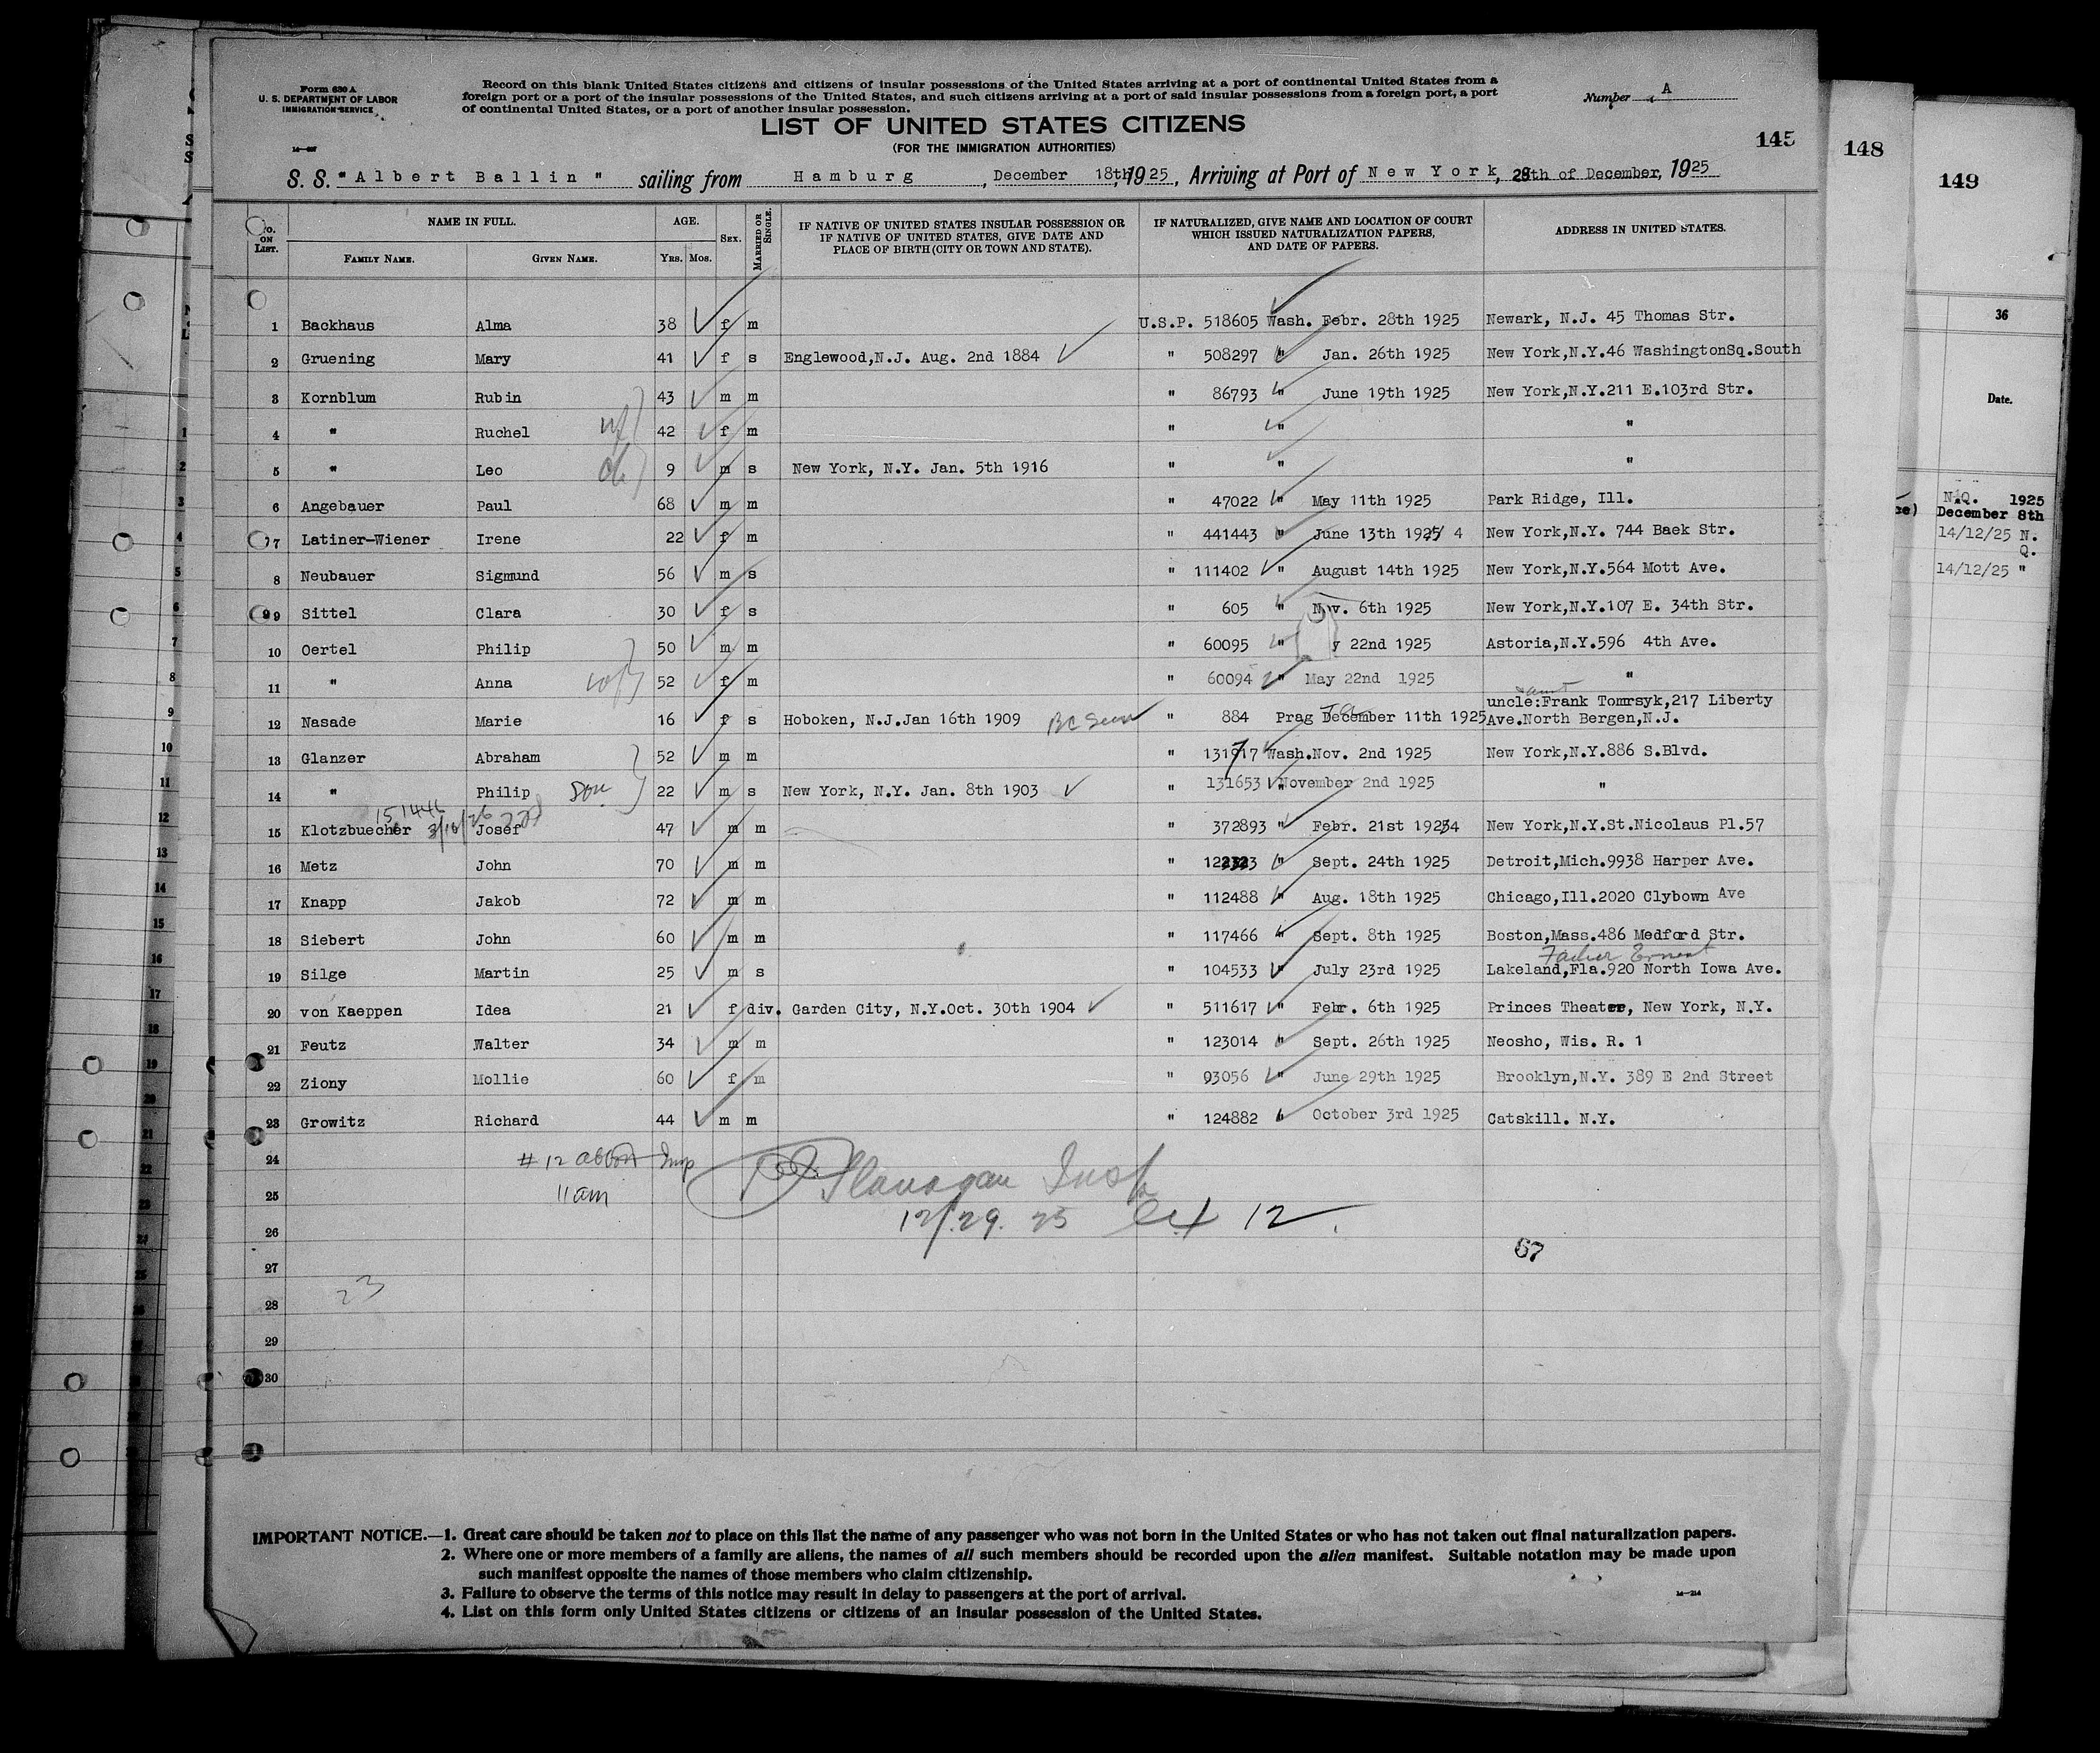 Form 630 A
U. S. DEPARTMENT OF LABOR
IMMIGRATION SERVICE
Record on this blank United States citizens and citizens of insular possessions of the United States arriving at a port of continental United States from a
foreign port or a port of the insular possessions of the United States, and such citizens arriving at a port of said insular possessions from a foreign port, a port
of continental United States, or a port of another insular possession.
Number A
LIST OF UNITED STATES CITIZENS
(FOR THE IMMIGRATION AUTHORITIES)
145
148
149
S. S. "Albert Ballin" sailing from Hamburg, December 18th, 1925, Arriving at Port of New York, 29th of December, 1925
NO. ON LIST. NAME IN FULL. AGE. SEX. MARRIED OR SINGLE. IF NATIVE OF UNITED STATES INSULAR POSSESSION OR IF NATIVE OF UNITED STATES, GIVE DATE AND PLACE OF BIRTH (CITY OR TOWN AND STATE). IF NATURALIZED, GIVE NAME AND LOCATION OF COURT WHICH ISSUED NATURALIZATION PAPERS, AND DATE OF PAPERS. ADDRESS IN UNITED STATES.
FAMILY NAME. GIVEN NAME. YRS. MOS.
1 Backhaus Alma 38 f m U.S.P. 518605 Wash. Febr. 28th 1925 Newark, N.J. 45 Thomas Str.
2 Gruening Mary 41 f s Englewood,N.J. Aug. 2nd 1884 " 508297 " Jan. 26th 1925 New York,N.Y.46 WashingtonSq.South
3 Kornblum Rubin 43 m m " 86793 " June 19th 1925 New York,N.Y.211 E.103rd Str.
4 " Ruchel wf 42 f m " " "
5 " Leo ch 9 m s New York, N.Y. Jan. 5th 1916 " " "
6 Angebauer Paul 68 m m " 47022 " May 11th 1925 Park Ridge, Ill.
7 Latiner-Wiener Irene 22 f m " 441443 " June 13th 1925 4 New York,N.Y. 744 Baek Str.
8 Neubauer Sigmund 56 m s " 111402 " August 14th 1925 New York,N.Y.564 Mott Ave.
9 Sittel Clara 30 f s " 605 " Nov. 6th 1925 New York,N.Y.107 E. 34th Str.
10 Oertel Philip 50 m m " 60095 " y 22nd 1925 Astoria,N.Y.596 4th Ave.
11 " Anna wf 52 f m " 60094 " May 22nd 1925 "
aunt
12 Nasade Marie 16 f s Hoboken, N.J.Jan 16th 1909 BC Seen " 884 Prag December 11th 1925 uncle:Frank Tomrsyk,217 Liberty
Ave.North Bergen,N.J.
13 Glanzer Abraham 52 m m " 131917 Wash.Nov. 2nd 1925 New York,N.Y.886 S.Blvd.
14 " Philip son 22 m s New York, N.Y. Jan. 8th 1903 " 131653 " November 2nd 1925 "
3/16/26
15 Klotzbuecher Josef 47 m m " 372893 " Febr. 21st 1924 New York,N.Y.St.Nicolaus Pl.57
16 Metz John 70 m m " 122323 " Sept. 24th 1925 Detroit,Mich.9938 Harper Ave.
17 Knapp Jakob 72 m m " 112488 " Aug. 18th 1925 Chicago,Ill.2020 Clybown Ave
18 Siebert John 60 m m " 117466 " Sept. 8th 1925 Boston,Mass.486 Medford Str.
Father Ernest
19 Silge Martin 25 m s " 104533 " July 23rd 1925 Lakeland,Fla.920 North Iowa Ave.
20 von Kaeppen Idea 21 f div. Garden City, N.Y.Oct. 30th 1904 " 511617 " Febr. 6th 1925 Princes Theater, New York, N.Y.
21 Feutz Walter 34 m m " 123014 " Sept. 26th 1925 Neosho, Wis. R. 1
22 Ziony Mollie 60 f m " 93056 " June 29th 1925 Brooklyn,N.Y. 389 E 2nd Street
23 Growitz Richard 44 m m " 124882 " October 3rd 1925 Catskill. N.Y.
24 # 12 Insp Flanagan Insp
25 11 am
12/29. 25 ex 12
26
67
27
23
28
29
30
36
Date.
N.Q. 1925
December 8th
14/12/25 N.
Q.
14/12/25 "
IMPORTANT NOTICE.—1. Great care should be taken not to place on this list the name of any passenger who was not born in the United States or who has not taken out final naturalization papers.
2. Where one or more members of a family are aliens, the names of all such members should be recorded upon the alien manifest. Suitable notation may be made upon
such manifest opposite the names of those members who claim citizenship.
3. Failure to observe the terms of this notice may result in delay to passengers at the port of arrival.
4. List on this form only United States citizens or citizens of an insular possession of the United States.